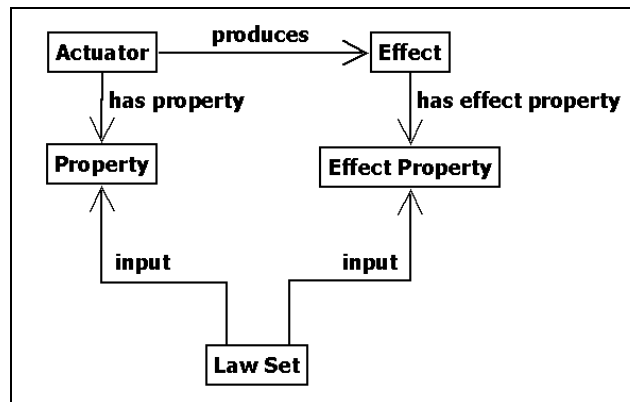 produces
Actuator
Effect
has property
has effect property
Property
Effect Property
input
input
Law Set